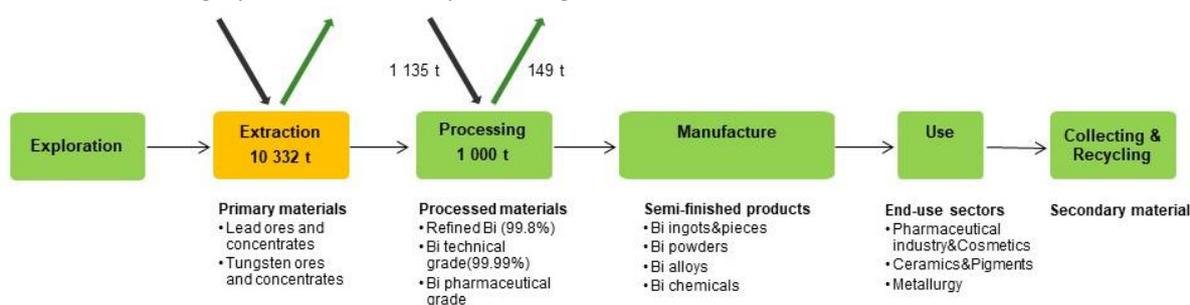 1 135 t
149 t
Exploration
Extraction
10 332 t
Processing
1 000 t
Manufacture
Use
Collecting &
Recycling
Primary materials
• Lead ores and
concentrates
• Tungsten ores
and concentrates
Processed materials
• Refined Bi (99.8%)
• Bi technical
grade(99.99%)
• Bi pharmaceutical
grade
Semi-finished products
• Bi ingots&pieces
• Bi powders
• Bi alloys
• Bi chemicals
End-use sectors
• Pharmaceutical
industry&Cosmetics
• Ceramics&Pigments
• Metallurgy
Secondary material